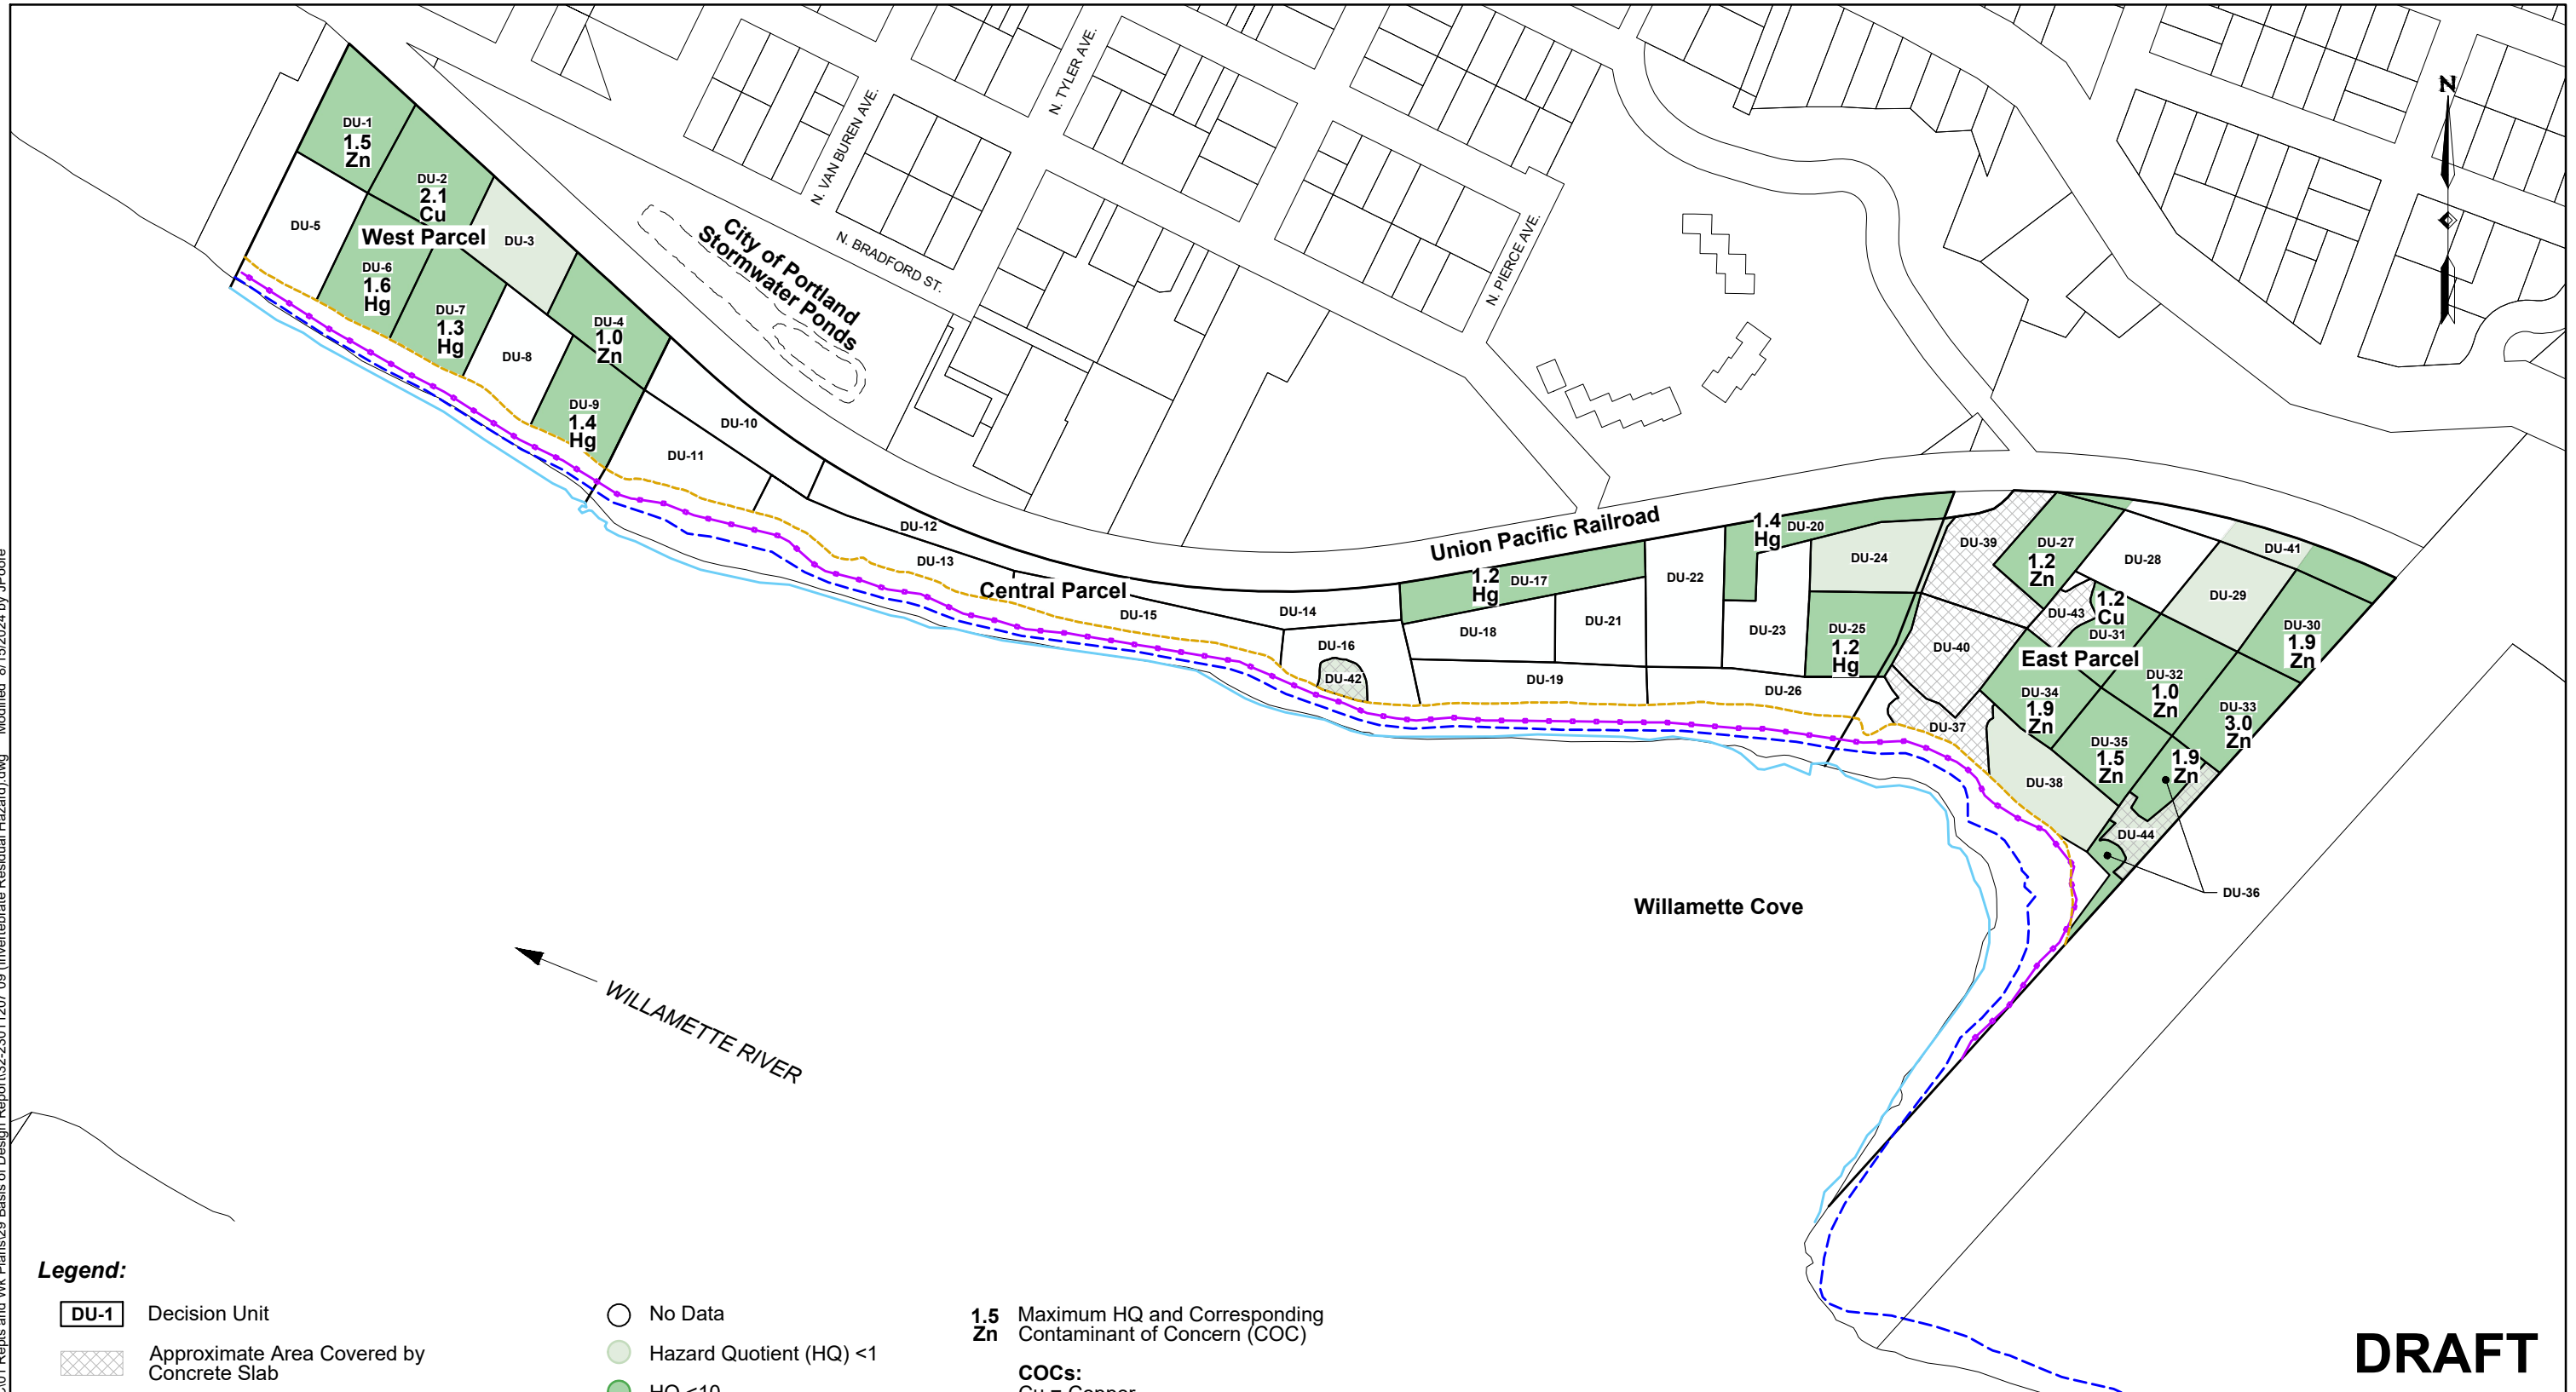 N. TYLER AVE.
N. VAN BUREN AVE.
N
DU-1
1.5
Zn
DU-2
2.1
Cu
West Parcel
DU-3
DU-5
DU-6
1.6
Hg
DU-7
1.3
Hg
DU-4
1.0
Zn
DU-8
DU-9
1.4
Hg
City of Portland
Stormwater Ponds
N. BRADFORD ST.
N. PIERCE AVE.
DU-10
DU-11
DU-12
DU-13
Central Parcel
DU-15
DU-14
DU-16
DU-42
Union Pacific Railroad
1.2
Hg
DU-17
DU-18
DU-21
DU-19
DU-22
1.4
Hg
DU-20
DU-23
DU-24
DU-25
1.2
Hg
DU-26
DU-39
DU-27
1.2
Zn
DU-28
DU-41
DU-29
DU-43
1.2
Cu
DU-31
DU-40
East Parcel
DU-30
1.9
Zn
DU-32
1.0
Zn
DU-34
1.9
Zn
DU-33
3.0
Zn
DU-37
DU-35
1.5
Zn
1.9
Zn
DU-38
DU-44
DU-36
Willamette Cove
WILLAMETTE RIVER
Legend:
DU-1 Decision Unit
Approximate Area Covered by
Concrete Slab
No Data
Hazard Quotient (HQ) <1
HQ <10
1.5 Maximum HQ and Corresponding
Zn Contaminant of Concern (COC)
COCs:
Cu = Copper
DRAFT